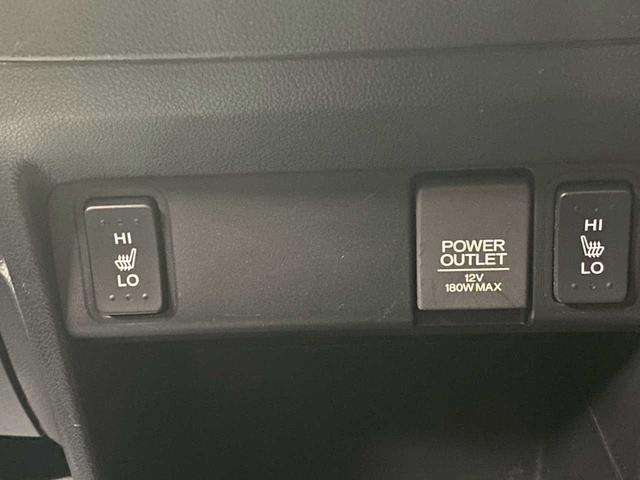 HI
LO
POWER
OUTLET
12V
180W MAX
HI
LO